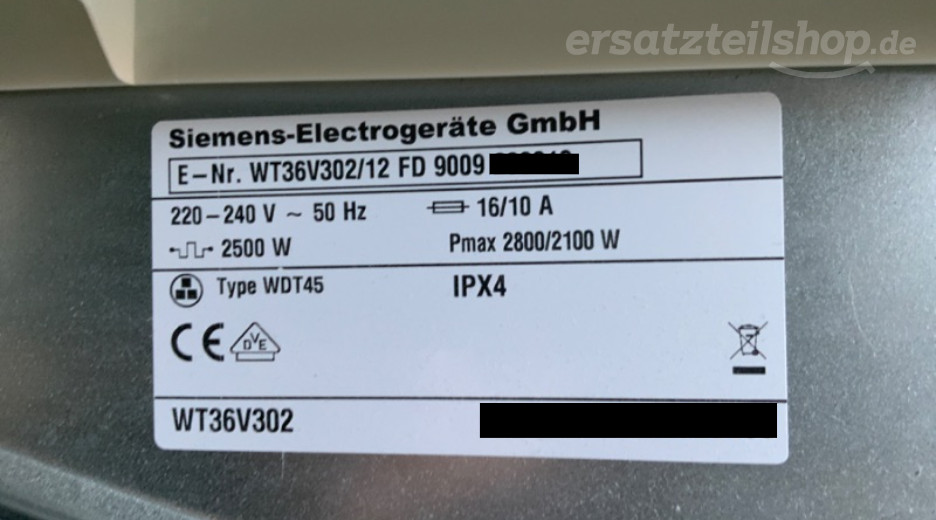 ersatzteilshop.de
Siemens-Electrogeräte GmbH
E-Nr. WT36V302/12 FD 9009
220-240 V ~ 50 Hz 16/10 A
2500 W Pmax 2800/2100 W
Type WDT45 IPX4
CE DVE
WT36V302